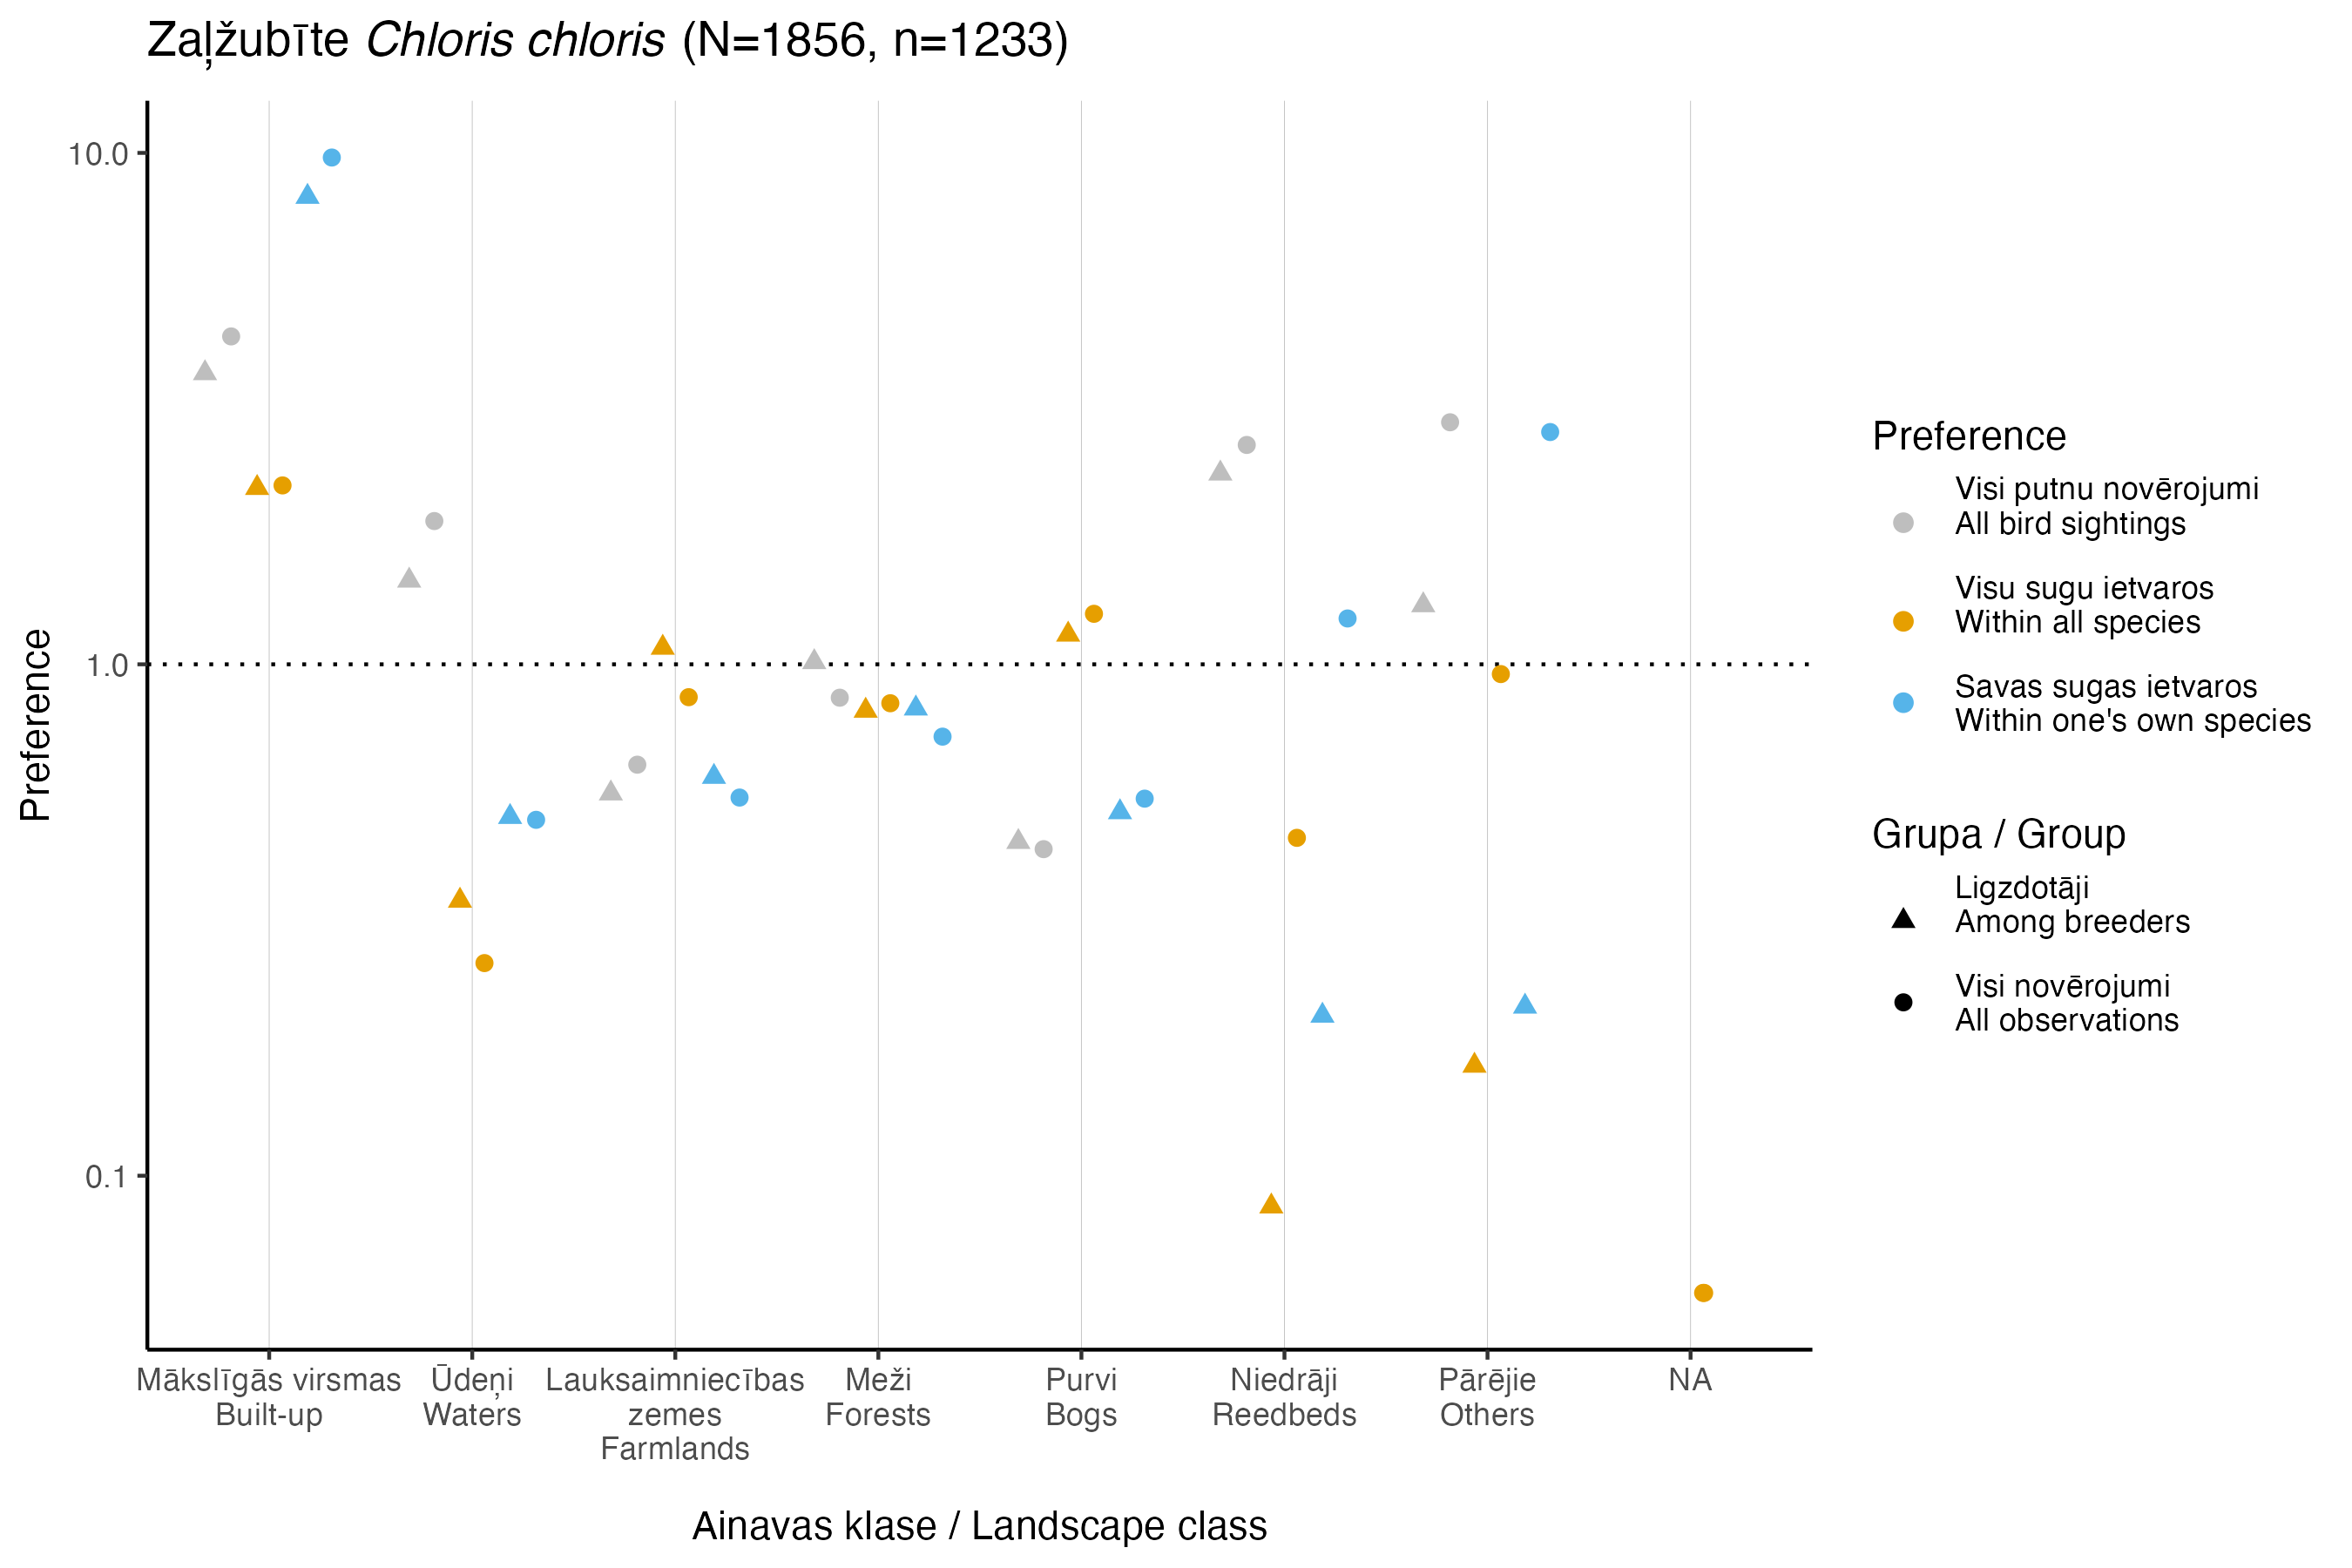 Zaļžubīte Chloris chloris (N=1856, n=1233)
Preference
10.0
1.0
0.1
Mākslīgās virsmas
Built-up
Ūdeņi
Waters
Lauksaimniecības
zemes
Farmlands
Meži
Forests
Purvi
Bogs
Niedrāji
Reedbeds
Pārējie
Others
NA
Ainavas klase / Landscape class
Preference
Visi putnu novērojumi
All bird sightings
Visu sugu ietvaros
Within all species
Savas sugas ietvaros
Within one's own species
Grupa / Group
Ligzdotāji
Among breeders
Visi novērojumi
All observations